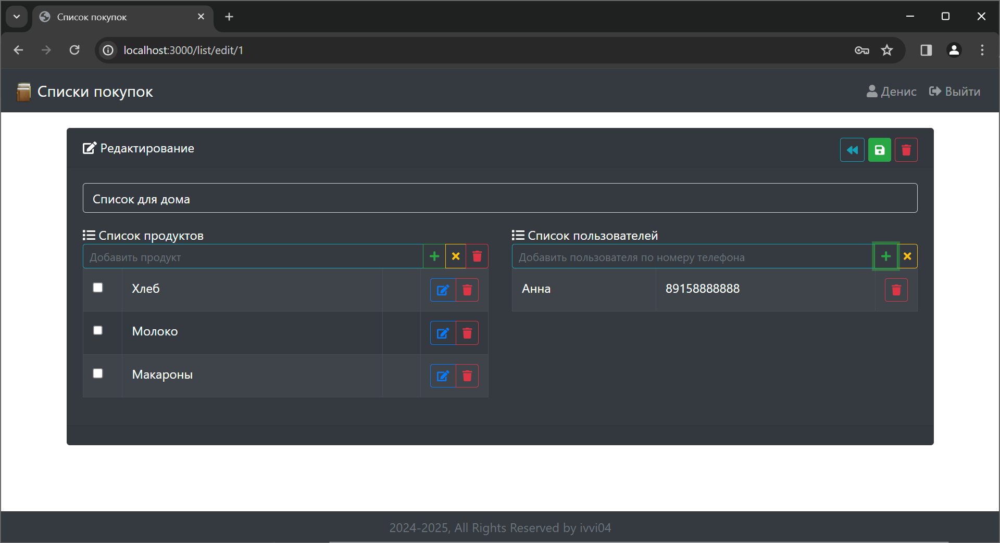 Список покупок
localhost:3000/list/edit/1
Списки покупок
Денис
Выйти
Редактирование
Список для дома
Список продуктов
Добавить продукт
Хлеб
Молоко
Макароны
Список пользователей
Добавить пользователя по номеру телефона
Анна 89158888888
2024-2025, All Rights Reserved by ivvi04